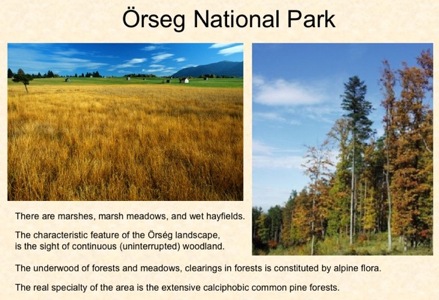 Örseg National Park
There are marshes, marsh meadows, and wet hayfields.
The characteristic feature of the Örség landscape,
is the sight of continuous (uninterrupted) woodland.
The underwood of forests and meadows, clearings in forests is constituted by alpine flora.
The real specialty of the area is the extensive calciphobic common pine forests.